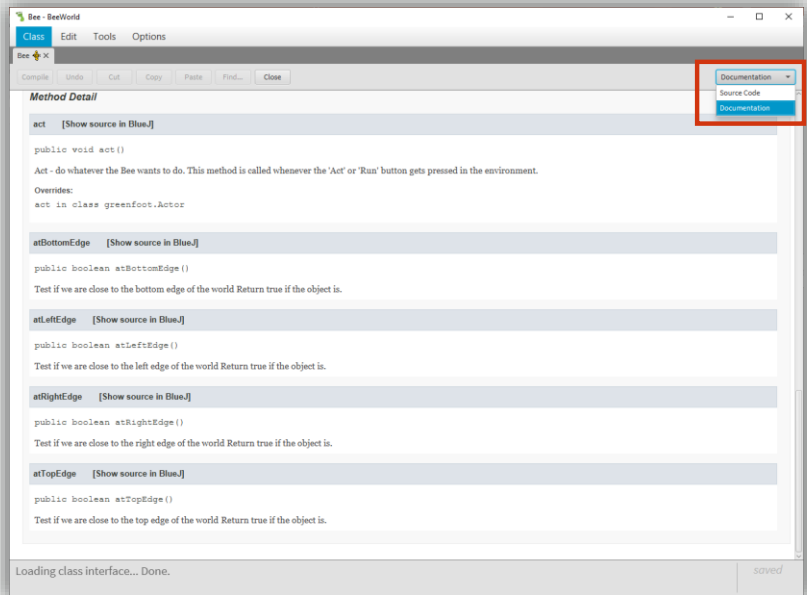 Bee - BeeWorld
Class Edit Tools Options
Bee
Compile Undo Cut Copy Paste Find... Close Documentation
Source Code
Documentation
Method Detail
act [Show source in BlueJ]
public void act()
Act - do whatever the Bee wants to do. This method is called whenever the 'Act' or 'Run' button gets pressed in the environment.
Overrides:
act in class greenfoot.Actor
atBottomEdge [Show source in BlueJ]
public boolean atBottomEdge()
Test if we are close to the bottom edge of the world Return true if the object is.
atLeftEdge [Show source in BlueJ]
public boolean atLeftEdge()
Test if we are close to the left edge of the world Return true if the object is.
atRightEdge [Show source in BlueJ]
public boolean atRightEdge()
Test if we are close to the right edge of the world Return true if the object is.
atTopEdge [Show source in BlueJ]
public boolean atTopEdge()
Test if we are close to the top edge of the world Return true if the object is.
Loading class interface... Done. saved